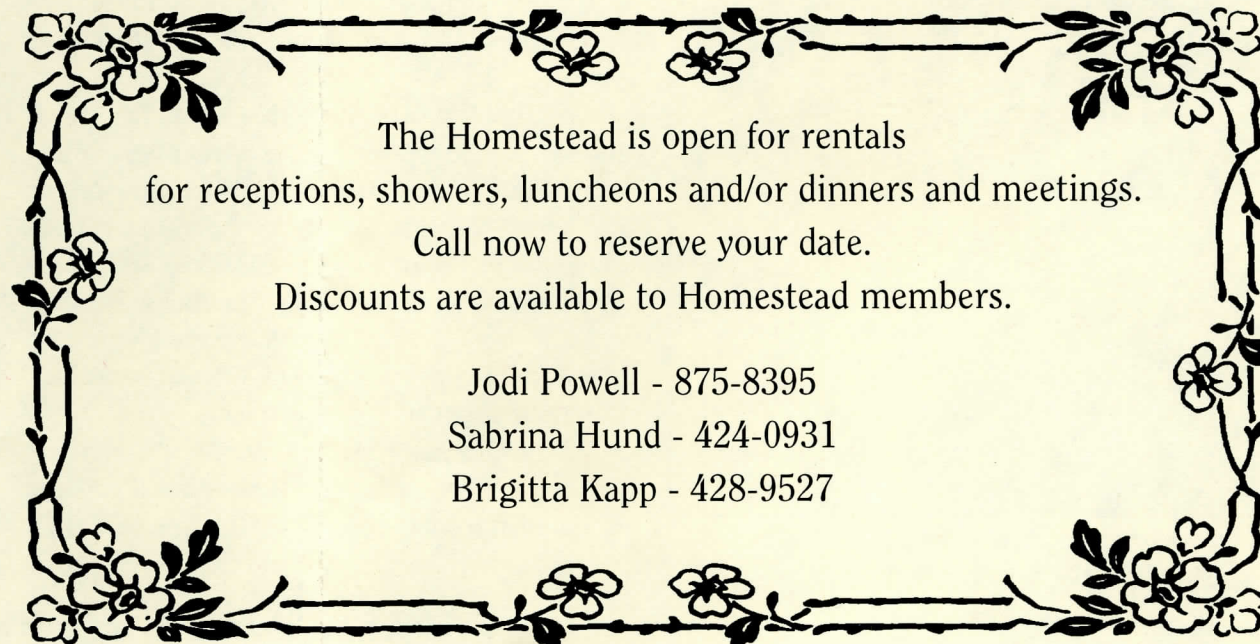 The Homestead is open for rentals
for receptions, showers, luncheons and/or dinners and meetings.
Call now to reserve your date.
Discounts are available to Homestead members.
Jodi Powell - 875-8395
Sabrina Hund - 424-0931
Brigitta Kapp - 428-9527